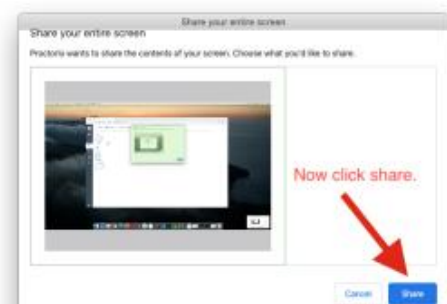 Share your entire screen
Share your entire screen
Proctorio wants to share the contents of your screen. Choose what you'd like to share.
Now click share.
Cancel
Share